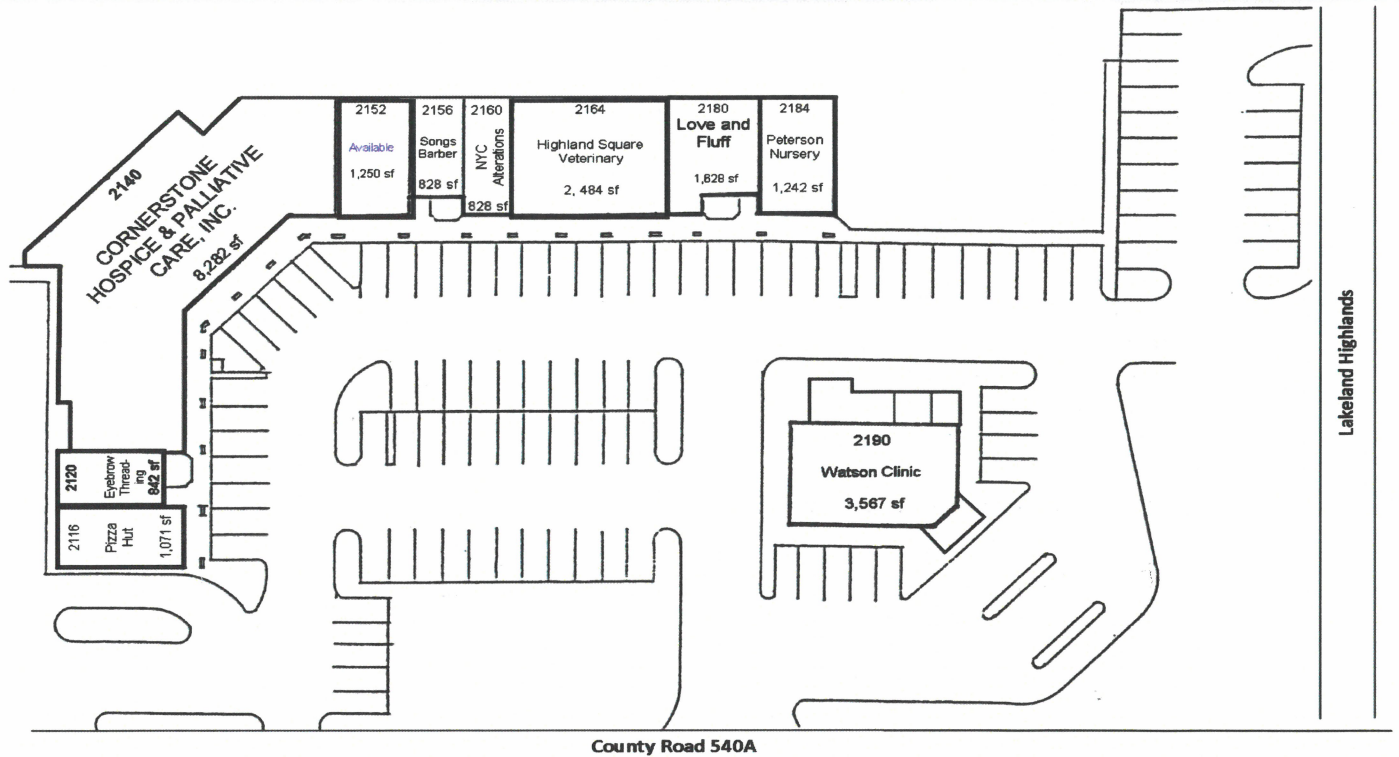 2140
CORNERSTONE
HOSPICE & PALLIATIVE
CARE, INC.
8,282 sf
2152
Available
1,250 sf
2156
Songs
Barber
828 sf
2160
NYC
Alterations
828 sf
2164
Highland Square
Veterinary
2, 484 sf
2180
Love and
Fluff
1,628 sf
2184
Peterson
Nursery
1,242 sf
2120
Eyebrow
Thread-
ing
842 sf
2116
Pizza
Hut
1,071 sf
2190
Watson Clinic
3,567 sf
Lakeland Highlands
County Road 540A